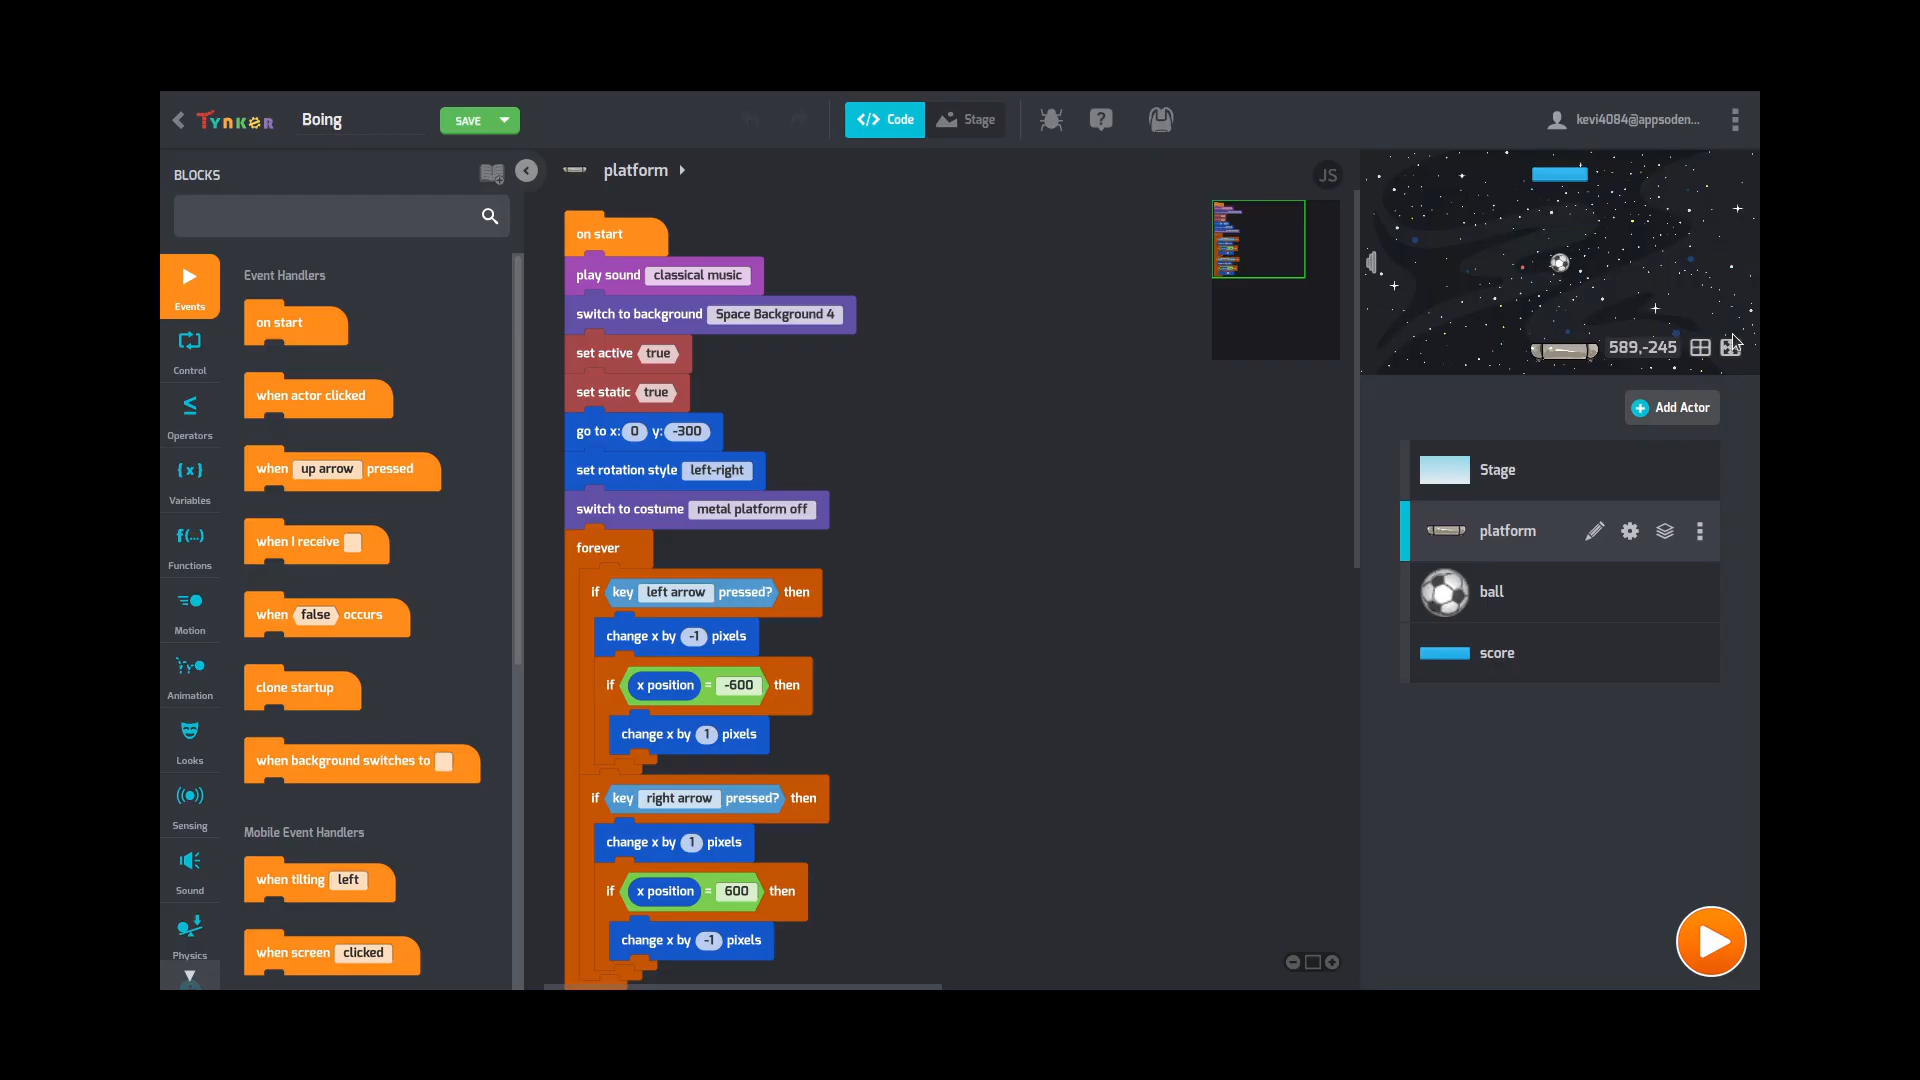 TYNKER
Boing
SAVE
</> Code
Stage
?
kevi4084@appsoden...
BLOCKS
platform
JS
Events
Control
Operators
{x}
Variables
f(...)
Functions
Motion
Animation
Looks
Sensing
Sound
Physics
Event Handlers
on start
when actor clicked
when up arrow pressed
when I receive
when false occurs
clone startup
when background switches to
Mobile Event Handlers
when tilting left
when screen clicked
on start
play sound classical music
switch to background Space Background 4
set active true
set static true
go to x: 0 y: -300
set rotation style left-right
switch to costume metal platform off
forever
if key left arrow pressed? then
change x by -1 pixels
if x position = -600 then
change x by 1 pixels
if key right arrow pressed? then
change x by 1 pixels
if x position = 600 then
change x by -1 pixels
589,-245
Add Actor
Stage
platform
ball
score